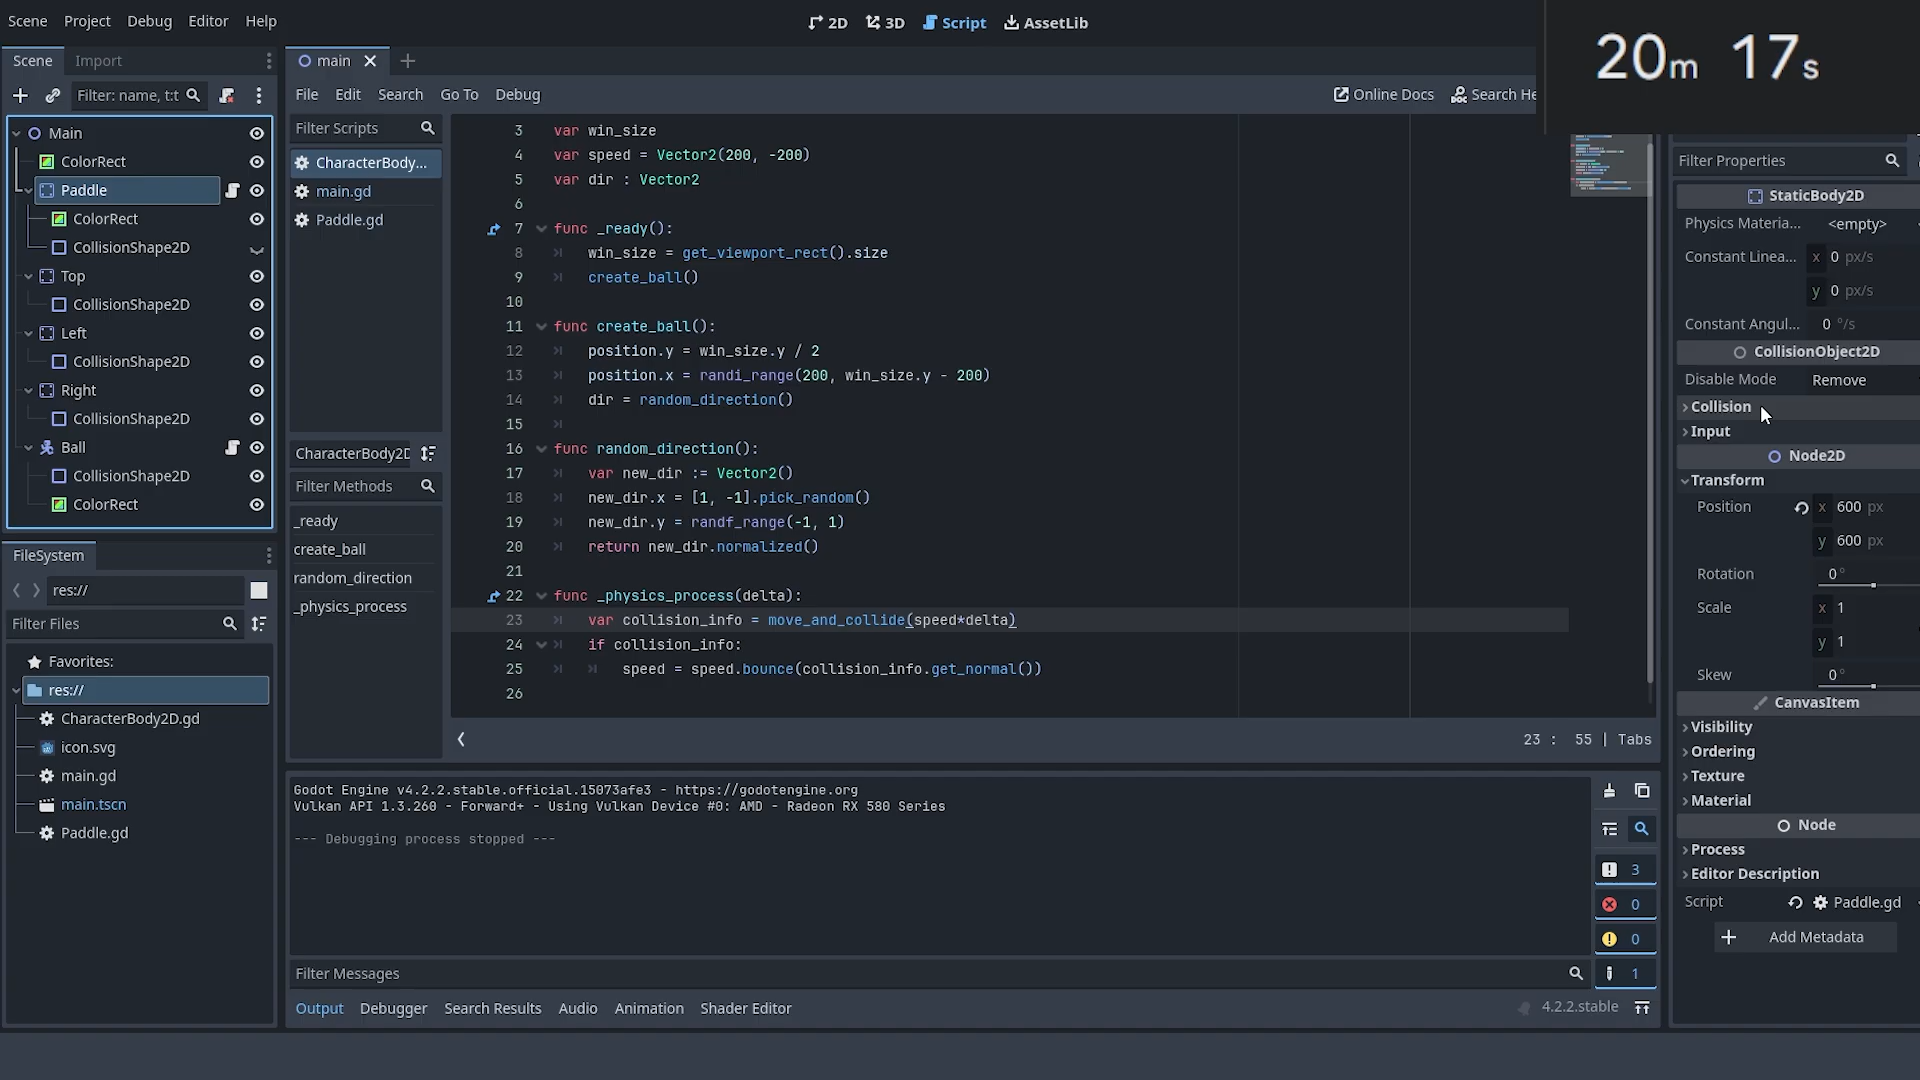 Scene Project Debug Editor Help
2D 3D Script AssetLib
20m 17s
Scene Import
Filter: name, t:t
Main
ColorRect
Paddle
ColorRect
CollisionShape2D
Top
CollisionShape2D
Left
CollisionShape2D
Right
CollisionShape2D
Ball
CollisionShape2D
ColorRect
FileSystem
res://
Filter Files
Favorites:
res://
CharacterBody2D.gd
icon.svg
main.gd
main.tscn
Paddle.gd
main
File Edit Search Go To Debug
Online Docs Search He
Filter Scripts
CharacterBody...
main.gd
Paddle.gd
CharacterBody2D
Filter Methods
_ready
create_ball
random_direction
_physics_process
3 var win_size
4 var speed = Vector2(200, -200)
5 var dir : Vector2
6
7 func _ready():
8 win_size = get_viewport_rect().size
9 create_ball()
10
11 func create_ball():
12 position.y = win_size.y / 2
13 position.x = randi_range(200, win_size.y - 200)
14 dir = random_direction()
15
16 func random_direction():
17 var new_dir := Vector2()
18 new_dir.x = [1, -1].pick_random()
19 new_dir.y = randf_range(-1, 1)
20 return new_dir.normalized()
21
22 func _physics_process(delta):
23 var collision_info = move_and_collide(speed*delta)
24 if collision_info:
25 speed = speed.bounce(collision_info.get_normal())
26
23 : 55 | Tabs
Godot Engine v4.2.2.stable.official.15073afe3 - https://godotengine.org
Vulkan API 1.3.260 - Forward+ - Using Vulkan Device #0: AMD - Radeon RX 580 Series
--- Debugging process stopped ---
3
0
0
1
Filter Messages
Output Debugger Search Results Audio Animation Shader Editor
4.2.2.stable
Filter Properties
StaticBody2D
Physics Materia... <empty>
Constant Linea... x 0 px/s
y 0 px/s
Constant Angul... 0 °/s
CollisionObject2D
Disable Mode Remove
Collision
Input
Node2D
Transform
Position x 600 px
y 600 px
Rotation 0 °
Scale x 1
y 1
Skew 0 °
CanvasItem
Visibility
Ordering
Texture
Material
Node
Process
Editor Description
Script Paddle.gd
Add Metadata